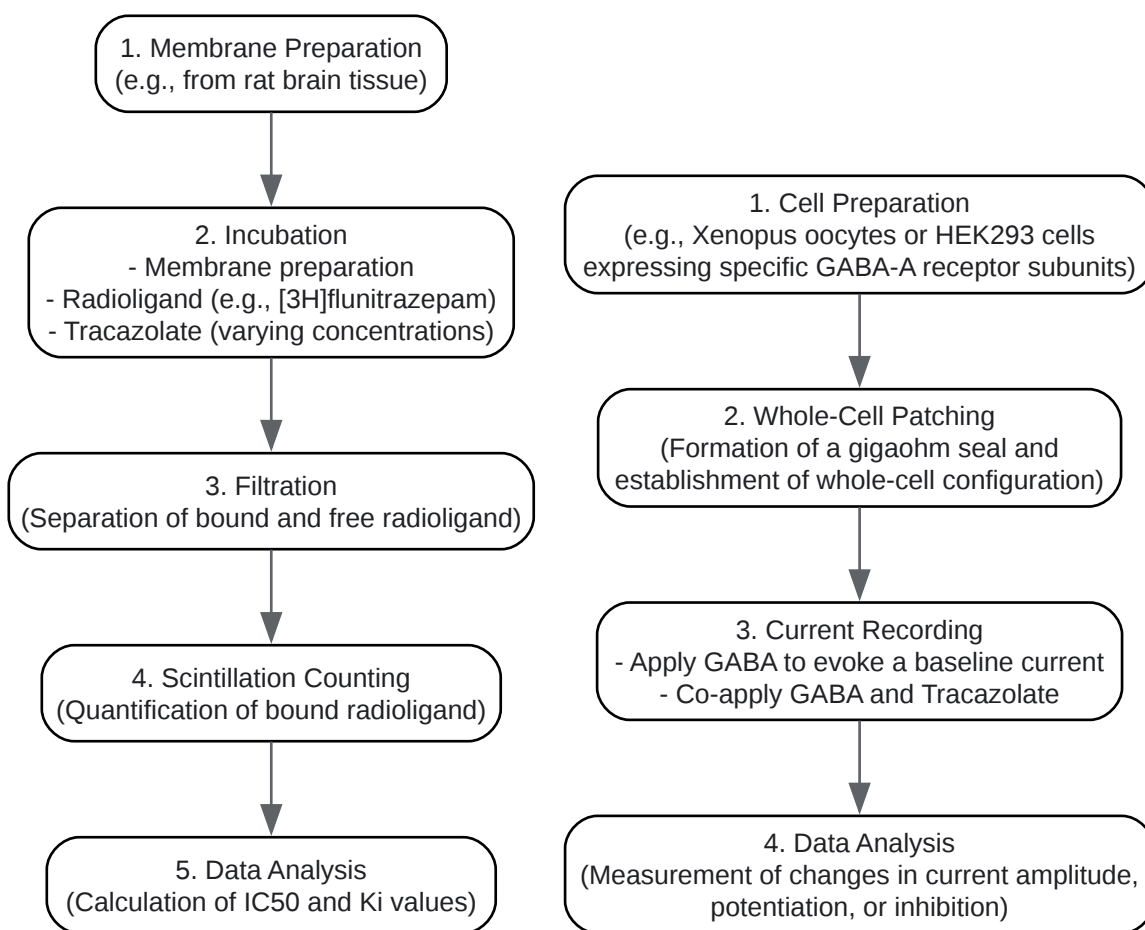 1. Membrane Preparation
(e.g., from rat brain tissue)
2. Incubation
- Membrane preparation
- Radioligand (e.g., [3H]flunitrazepam)
- Tracazolate (varying concentrations)
3. Filtration
(Separation of bound and free radioligand)
4. Scintillation Counting
(Quantification of bound radioligand)
5. Data Analysis
(Calculation of IC50 and Ki values)
1. Cell Preparation
(e.g., Xenopus oocytes or HEK293 cells
expressing specific GABA-A receptor subunits)
2. Whole-Cell Patching
(Formation of a gigaohm seal and
establishment of whole-cell configuration)
3. Current Recording
- Apply GABA to evoke a baseline current
- Co-apply GABA and Tracazolate
4. Data Analysis
(Measurement of changes in current amplitude,
potentiation, or inhibition)